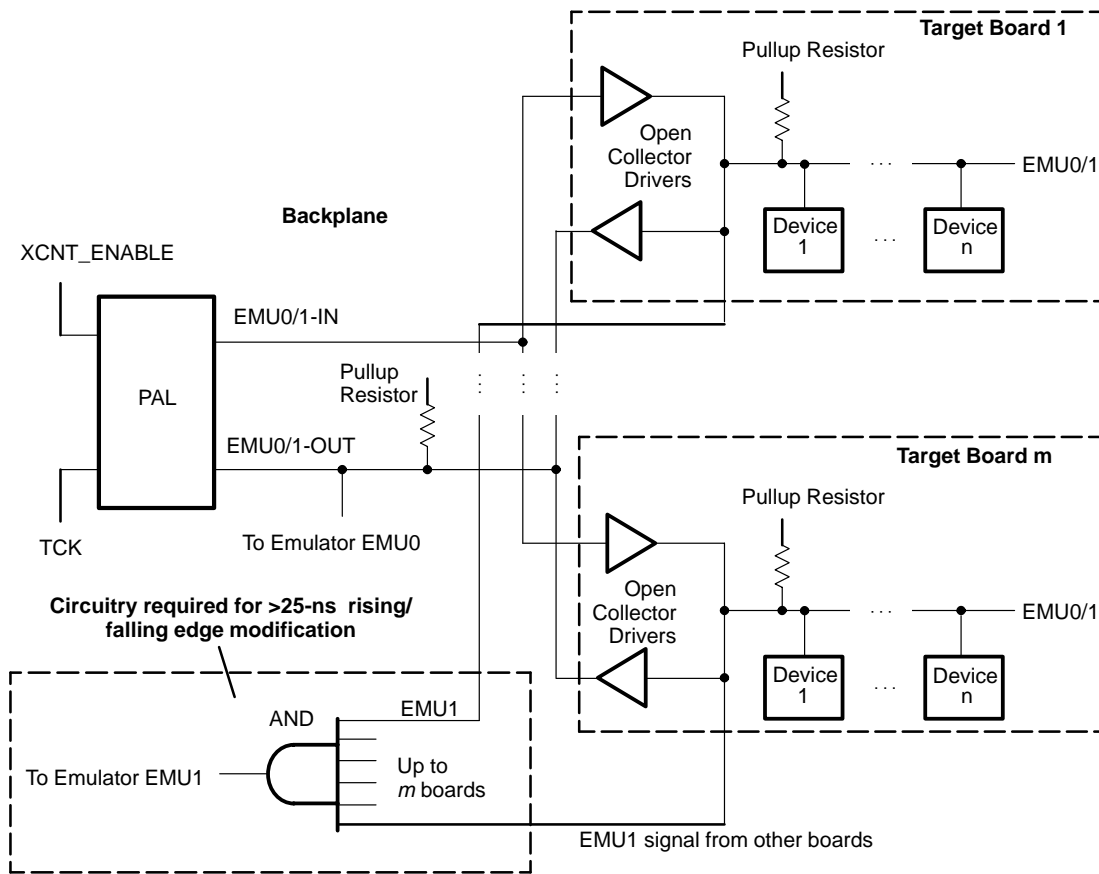 Target Board 1
Pullup Resistor
Open
Collector
Drivers
EMU0/1
. . .
Device
1
. . .
Device
n
Backplane
XCNT_ENABLE
EMU0/1-IN
PAL
Pullup
Resistor
EMU0/1-OUT
TCK
To Emulator EMU0
Target Board m
Pullup Resistor
Open
Collector
Drivers
EMU0/1
. . .
Device
1
. . .
Device
n
Circuitry required for >25-ns rising/
falling edge modification
AND
EMU1
To Emulator EMU1
Up to
m boards
EMU1 signal from other boards